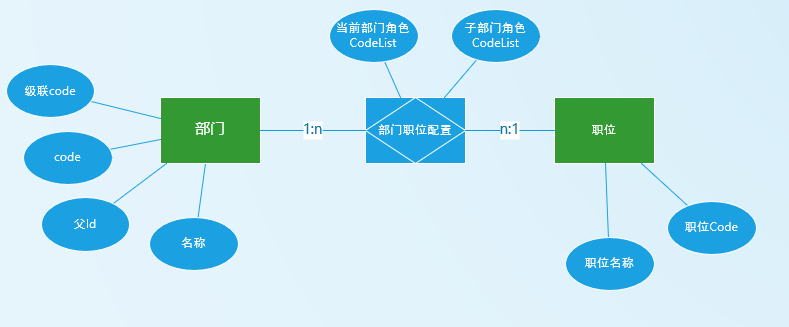 当前部门角色
CodeList
子部门角色
CodeList
级联code
部门
1:n
部门职位配置
n:1
职位
code
父Id
名称
职位Code
职位名称